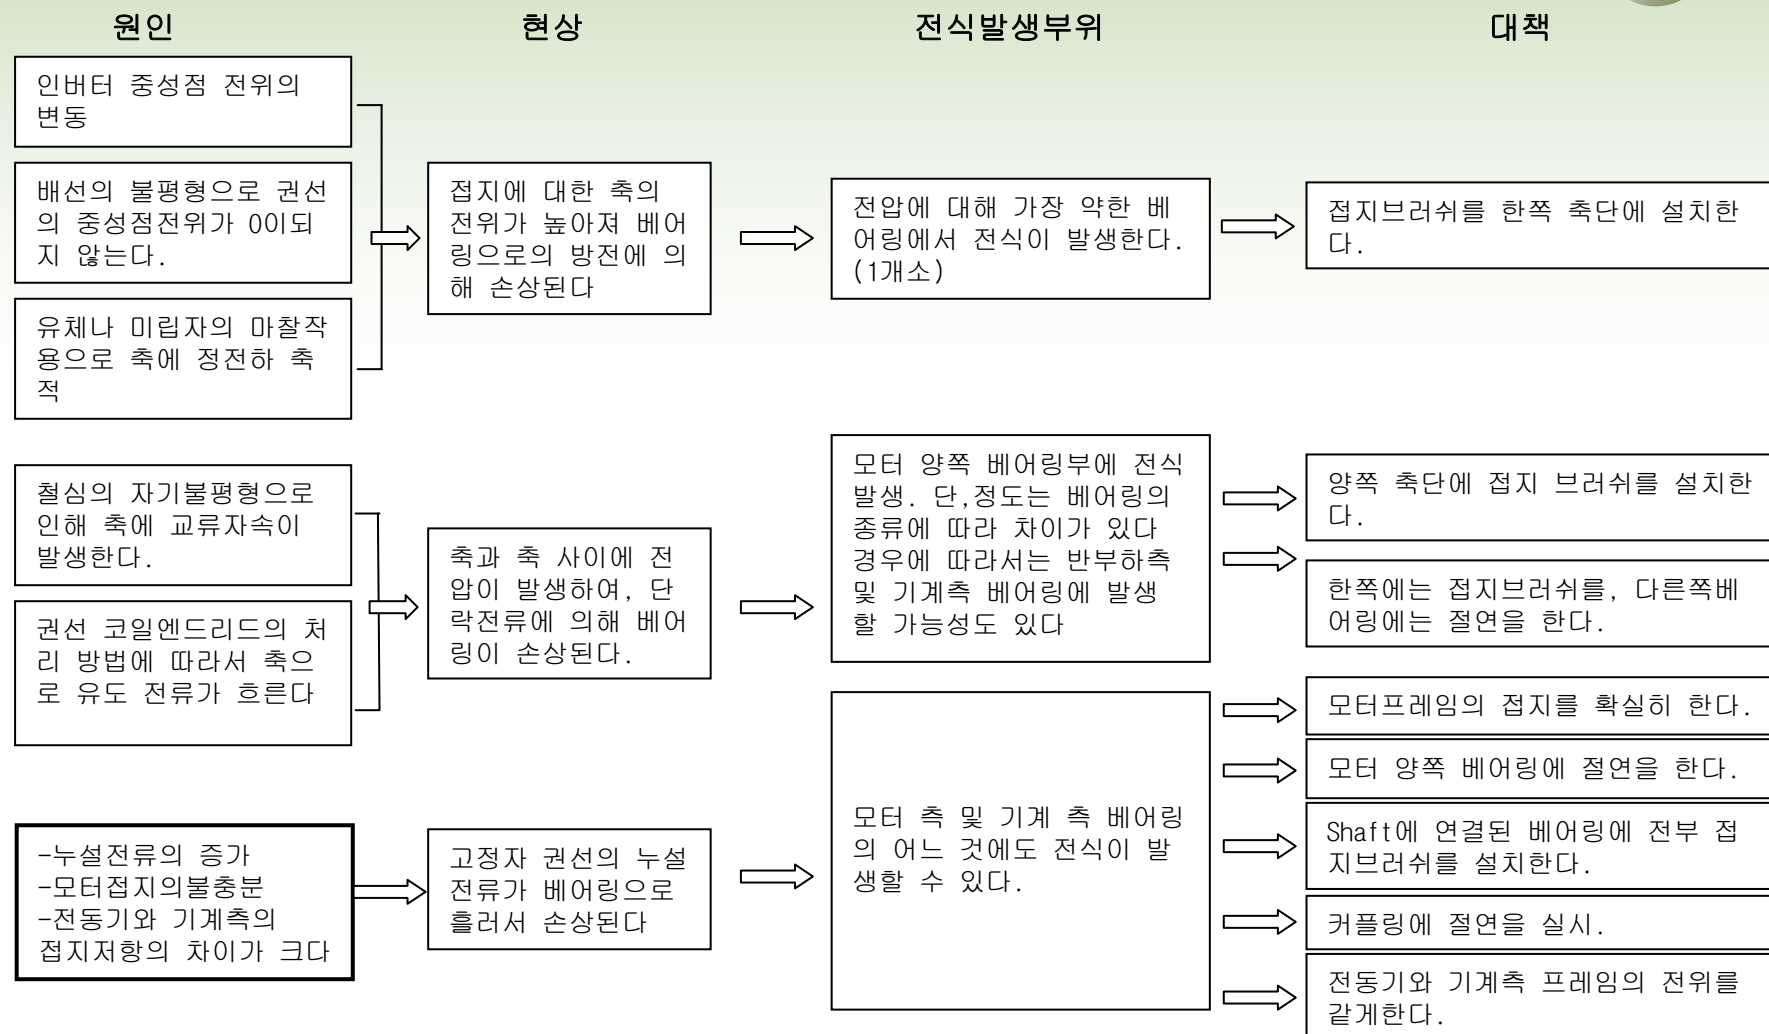 원인
현상
전식발생부위
대책
인버터 중성점 전위의
변동
배선의 불평형으로 권선
의 중성점전위가 0이되
지 않는다.
유체나 미립자의 마찰작
용으로 축에 정전하 축
적
접지에 대한 축의
전위가 높아져 베어
링으로의 방전에 의
해 손상된다
전압에 대해 가장 약한 베
어링에서 전식이 발생한다.
(1개소)
접지브러쉬를 한쪽 축단에 설치한
다.
철심의 자기불평형으로
인해 축에 교류자속이
발생한다.
권선 코일엔드리드의 처
리 방법에 따라서 축으
로 유도 전류가 흐른다
축과 축 사이에 전
압이 발생하여, 단
락전류에 의해 베어
링이 손상된다.
모터 양쪽 베어링부에 전식
발생. 단,정도는 베어링의
종류에 따라 차이가 있다
경우에 따라서는 반부하측
및 기계측 베어링에 발생
할 가능성도 있다
양쪽 축단에 접지 브러쉬를 설치한
다.
한쪽에는 접지브러쉬를, 다른쪽베
어링에는 절연을 한다.
-누설전류의 증가
-모터접지의불충분
-전동기와 기계측의
접지저항의 차이가 크다
고정자 권선의 누설
전류가 베어링으로
흘러서 손상된다
모터 측 및 기계 측 베어링
의 어느 것에도 전식이 발
생할 수 있다.
모터프레임의 접지를 확실히 한다.
모터 양쪽 베어링에 절연을 한다.
Shaft에 연결된 베어링에 전부 접
지브러쉬를 설치한다.
커플링에 절연을 실시.
전동기와 기계측 프레임의 전위를
같게한다.